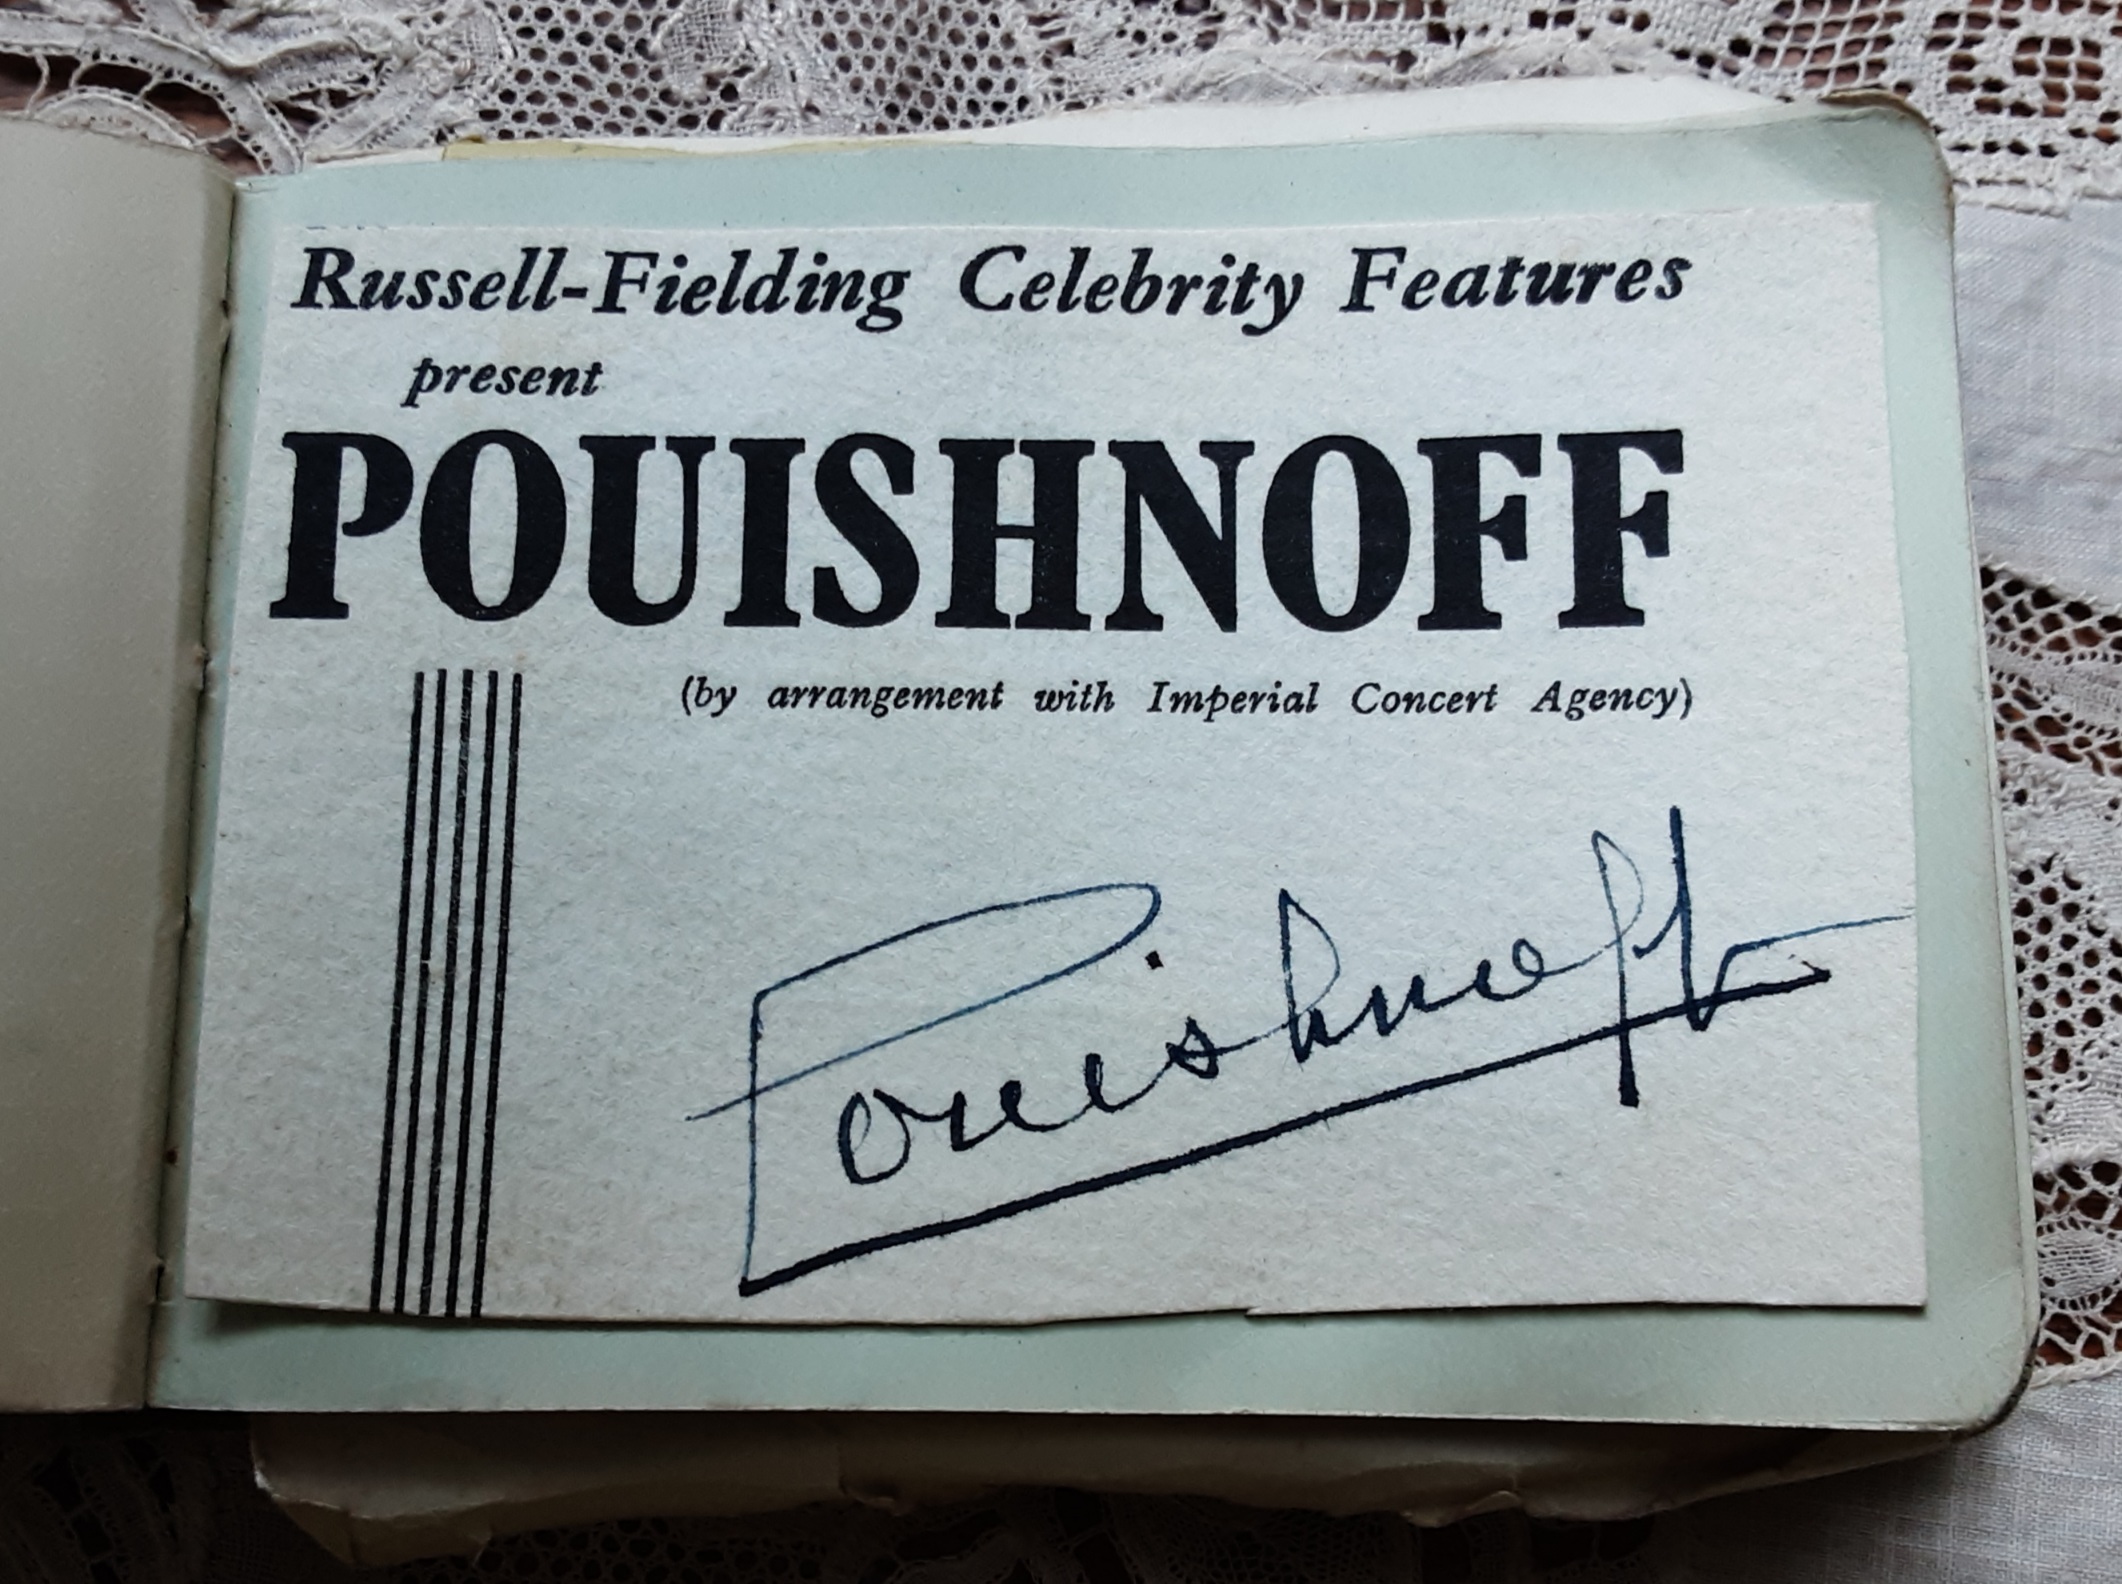 Russell-Fielding Celebrity Features
present
POUISHNOFF
(by arrangement with Imperial Concert Agency)
Pouishnoff